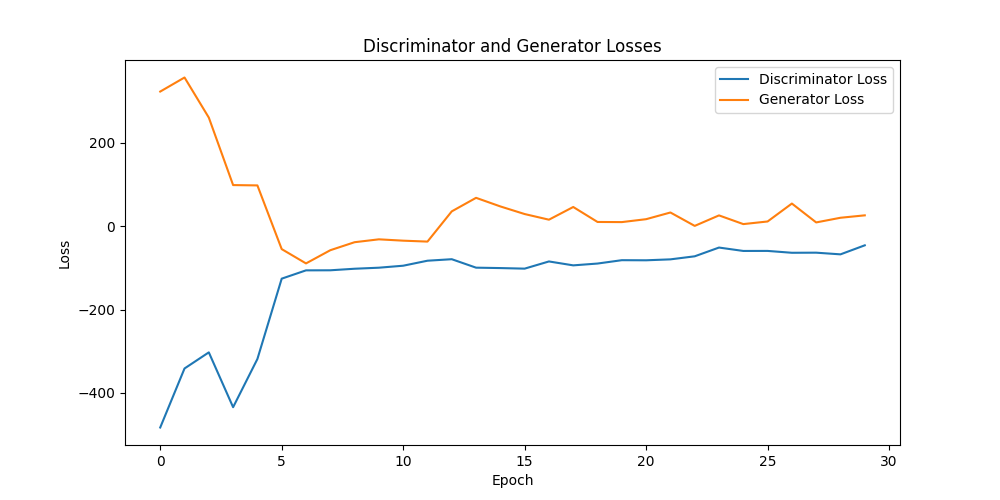 Discriminator and Generator Losses
Discriminator Loss
Generator Loss
200
0
−200
−400
Loss
0 5 10 15 20 25 30
Epoch